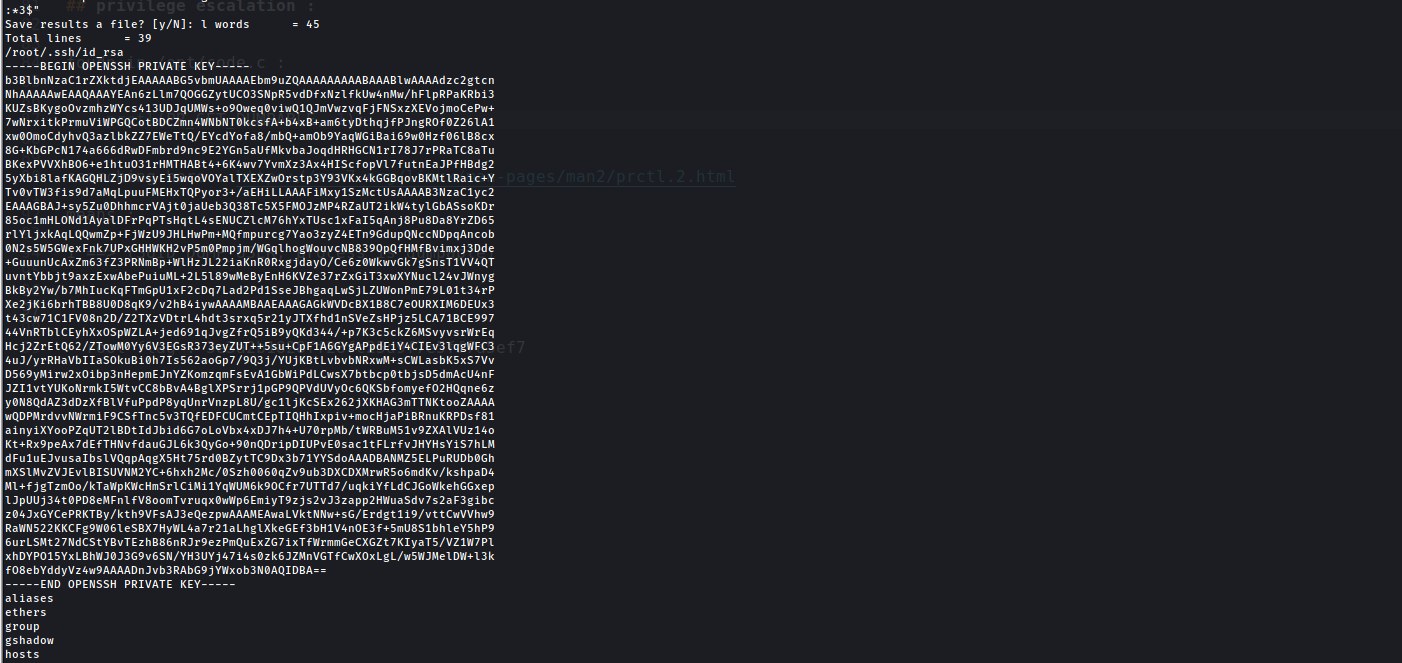 ## privilege escalation :
:*3$"
Save results a file? [y/N]: l words      = 45
Total lines      = 39
/root/.ssh/id_rsa
-----BEGIN OPENSSH PRIVATE KEY-----
b3BlbnNzaC1rZXktdjEAAAAABG5vbmUAAAAEbm9uZQAAAAAAAAABAAABlwAAAAdzc2gtcn
NhAAAAAwEAAQAAAYEAn6zLlm7QOGGZytUCO3SNpR5vdDfxNzlfkUw4nMw/hFlpRPaKRbi3
KUZsBKygoOvzmhzWYcs413UDJqUMWs+o9Oweq0viwQ1QJmVwzvqFjFNSxzXEVojmoCePw+
7wNrxitkPrmuViWPGQCotBDCZmn4WNbNT0kcsfA+b4xB+am6tyDthqjfPJngROf0Z26lA1
xw0OmoCdyhvQ3azlbkZZ7EWeTtQ/EYcdYofa8/mbQ+amOb9YaqWGiBai69w0Hzf06lB8cx
8G+KbGPcN174a666dRwDFmbrd9nc9E2YGn5aUfMkvbaJoqdHRHGCN1rI78J7rPRaTC8aTu
BKexPVVXhBO6+e1htuO31rHMTHABt4+6K4wv7YvmXz3Ax4HIScfopVl7futnEaJPfHBdg2
5yXbi8lafKAGQHLZjD9vsyEi5wqoVOYalTXEXZwOrstp3Y93VKx4kGGBqovBKMtlRaic+Y
Tv0vTW3fis9d7aMqLpuuFMEHxTQPyor3+/aEHiLLAAAFiMxy1SzMctUsAAAAB3NzaC1yc2
EAAAGBAJ+sy5Zu0DhhmcrVAjt0jaUeb3Q38Tc5X5FMOJzMP4RZaUT2ikW4tylGbASsoKDr
85oc1mHLONd1AyalDFrPqPTsHqtL4sENUCZlcM76hYxTUsc1xFaI5qAnj8Pu8Da8YrZD65
rlYljxkAqLQQwmZp+FjWzU9JHLHwPm+MQfmpurcg7Yao3zyZ4ETn9GdupQNccNDpqAncob
0N2s5W5GWexFnk7UPxGHHWKH2vP5m0Pmpjm/WGqlhogWouvcNB839OpQfHMfBvimxj3Dde
+GuuunUcAxZm63fZ3PRNmBp+WlHzJL22iaKnR0Rxgjday0/Ce6z0WkwvGk7gSnsT1VV4QT
uvntYbbjt9axzExwAbePuiuML+2L5l89wMeByEnH6KVZe37rZxGiT3xwXYNucl24vJWnyg
BkBy2Yw/b7MhIucKqFTmGpU1xF2cDq7Lad2Pd1SseJBhgaqLwSjLZUWonPmE79L01t34rP
Xe2jKi6brhTBB8U0D8qK9/v2hB4iywAAAAMBAAEAAAGAGkWVDcBX1B8C7eOURXIM6DEUx3
t43cw71C1FV08n2D/Z2TXzVDtrL4hdt3srxq5r21yJTXfhd1nSVeZsHPjz5LCA71BCE997
44VnRTblCEyhXxOSpWZLA+jed691qJvgZfrQ5iB9yQKd344/+p7K3c5ckZ6MSvyvsrWrEq
Hcj2ZrEtQ62/ZTowM0Yy6V3EGsR373eyZUT++5su+CpF1A6GYgAPpdEiY4CIEv3lqgWFC3
4uJ/yrRHaVbIIaSOkuBi0h7Is562aoGp7/9Q3j/YUjKBtLvbvbNRxwM+sCWLasbK5xS7Vv
D569yMirw2xOibp3nHepmEJnYZKomzqmFsEvA1GbWiPdLCwsX7btbcp0tbjsD5dmAcU4nF
JZI1vtYUKoNrmkI5WtvCC8bBvA4BglXPSrrj1pGP9QPVdUVyOc6QKSbfomyefO2HQqne6z
y0N8QdAZ3dDzXfBlVfuPpdP8yqUnrVnzpL8U/gc1ljKcSEx262jXKHAG3mTTNKtooZAAAA
wQDPMrdvvNWrmiF9CSfTnc5v3TQfEDFCUCmtCEpTIQHhIxpiv+mocHjaPiBRnuKRPDsf81
ainyiXYooPZqUT2lBDtIdJbid6G7oLoVbx4xDJ7h4+U70rpMb/tWRBuM51v9ZXAlVUz14o
Kt+Rx9peAx7dEfTHNvfdauGJL6k3QyGo+90nQDripDIUPvE0sac1tFLrfvJHYHsYiS7hLM
dFu1uEJvusaIbslVQqpAqgX5Ht75rd0BZytTC9Dx3b71YYSdoAAADBANMZ5ELPuRUDb0Gh
mXSlMvZVJEvlBISUVNM2YC+6hxh2Mc/0Szh0060qZv9ub3DXCDXMrwR5o6mdKv/kshpaD4
Ml+fjgTzmOo/kTaWpKWcHmSrlCiMi1YqWUM6k9OCfr7UTTd7/uqkiYfLdCJGoWkehGGxep
lJpUUj34t0PD8eMFnlfV8oomTvruqx0wWp6EmiyT9zjs2vJ3zapp2HWuaSdv7s2aF3gibc
z04JxGYCePRKTBy/kth9VFsAJ3eQezpwAAAMEAwaLVktNNw+sG/Erdgt1i9/vttCwVVhw9
RaWN522KKCFg9W06leSBX7HyWL4a7r21aLhglXkeGEf3bH1V4nOE3f+5mU8S1bhleY5hP9
6urLSMt27NdCStYBvTEzhB86nRJr9ezPmQuExZG7ixTfWrmmGeCXGZt7KIyaT5/VZ1W7Pl
xhDYPO15YxLBhWJ0J3G9v6SN/YH3UYj47i4s0zk6JZMnVGTfCwXOxLgL/w5WJMelDW+l3k
fO8ebYddyVz4w9AAAADnJvb3RAbG9jYWxob3N0AQIDBA==
-----END OPENSSH PRIVATE KEY-----
aliases
ethers
group
gshadow
hosts